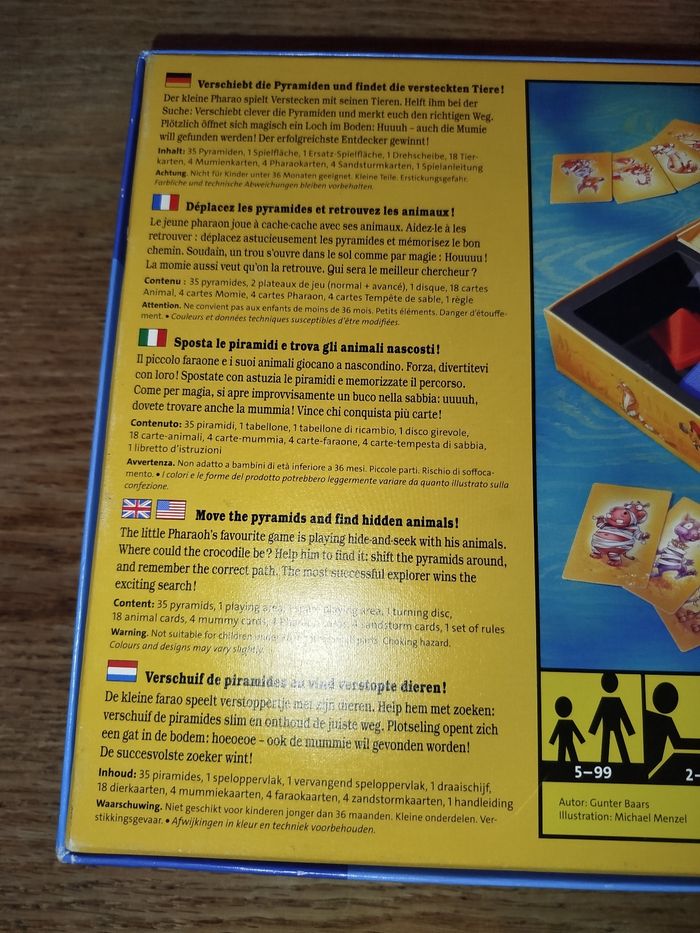 Verschiebt die Pyramiden und findet die versteckten Tiere!
Der kleine Pharao spielt Verstecken mit seinen Tieren. Helft ihm bei der
Suche: Verschiebt clever die Pyramiden und merkt euch den richtigen Weg.
Plötzlich öffnet sich magisch ein Loch im Boden: Huuuh – auch die Mumie
will gefunden werden! Der erfolgreichste Entdecker gewinnt!
Inhalt: 35 Pyramiden, 1 Spielfläche, 1 Ersatz-Spielfläche, 1 Drehscheibe, 18 Tier-
karten, 4 Mumienkarten, 4 Pharaokarten, 4 Sandsturmkarten, 1 Spielanleitung
Achtung. Nicht für Kinder unter 36 Monaten geeignet. Kleine Teile. Erstickungsgefahr.
Farbliche und technische Abweichungen bleiben vorbehalten.
Déplacez les pyramides et retrouvez les animaux!
Le jeune pharaon joue à cache-cache avec ses animaux. Aidez-le à les
retrouver : déplacez astucieusement les pyramides et mémorisez le bon
chemin. Soudain, un trou s'ouvre dans le sol comme par magie : Houuuu!
La momie aussi veut qu'on la retrouve. Qui sera le meilleur chercheur ?
Contenu : 35 pyramides, 2 plateaux de jeu (normal + avancé), 1 disque, 18 cartes
Animal, 4 cartes Momie, 4 cartes Pharaon, 4 cartes Tempête de sable, 1 règle
Attention. Ne convient pas aux enfants de moins de 36 mois. Petits éléments. Danger d'étouffe-
ment. • Couleurs et données techniques susceptibles d'être modifiées.
Sposta le piramidi e trova gli animali nascosti!
Il piccolo faraone e i suoi animali giocano a nascondino. Forza, divertitevi
con loro! Spostate con astuzia le piramidi e memorizzate il percorso.
Come per magia, si apre improvvisamente un buco nella sabbia: uuuuh,
dovete trovare anche la mummia! Vince chi conquista più carte!
Contenuto: 35 piramidi, 1 tabellone, 1 tabellone di ricambio, 1 disco girevole,
18 carte-animali, 4 carte-mummia, 4 carte-faraone, 4 carte-tempesta di sabbia,
1 libretto d'istruzioni
Avvertenza. Non adatto a bambini di età inferiore a 36 mesi. Piccole parti. Rischio di soffoca-
mento. • I colori e le forme del prodotto potrebbero leggermente variare da quanto illustrato sulla
confezione.
Move the pyramids and find hidden animals!
The little Pharaoh's favourite game is playing hide-and-seek with his animals.
Where could the crocodile be? Help him to find it: shift the pyramids around,
and remember the correct path. The most successful explorer wins the
exciting search!
Content: 35 pyramids, 1 playing area, 1 spare playing area, 1 turning disc,
18 animal cards, 4 mummy cards, 4 Pharaoh cards, 4 sandstorm cards, 1 set of rules
Warning. Not suitable for children under 36 months. Small parts. Choking hazard.
Colours and designs may vary slightly.
Verschuif de piramides en vind verstopte dieren!
De kleine farao speelt verstoppertje met zijn dieren. Help hem met zoeken:
verschuif de piramides slim en onthoud de juiste weg. Plotseling opent zich
een gat in de bodem: hoeoeoe – ook de mummie wil gevonden worden!
De succesvolste zoeker wint!
Inhoud: 35 piramides, 1 speloppervlak, 1 vervangend speloppervlak, 1 draaischijf,
18 dierkaarten, 4 mummiekaarten, 4 faraokaarten, 4 zandstormkaarten, 1 handleiding
Waarschuwing. Niet geschikt voor kinderen jonger dan 36 maanden. Kleine onderdelen. Ver-
stikkingsgevaar. • Afwijkingen in kleur en techniek voorbehouden.
5–99
2–
Autor: Gunter Baars
Illustration: Michael Menzel